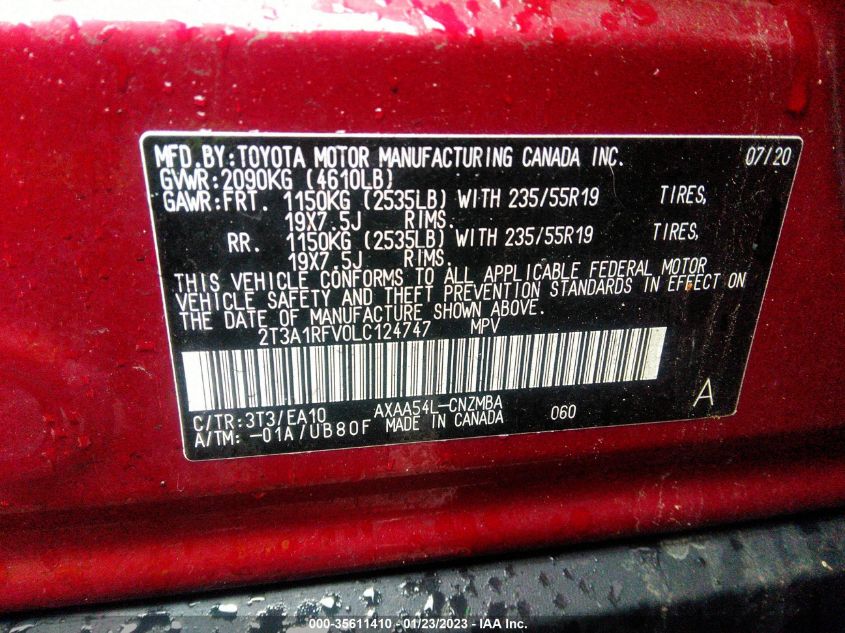 MFD.BY:TOYOTA MOTOR MANUFACTURING CANADA INC. 07/20
GVWR:2090KG (4610LB)
GAWR:FRT. 1150KG (2535LB) WITH 235/55R19 TIRES,
19X7.5J RIMS.
RR. 1150KG (2535LB) WITH 235/55R19 TIRES,
19X7.5J RIMS.
THIS VEHICLE CONFORMS TO ALL APPLICABLE FEDERAL MOTOR
VEHICLE SAFETY AND THEFT PREVENTION STANDARDS IN EFFECT ON
THE DATE OF MANUFACTURE SHOWN ABOVE.
2T3A1RFV0LC124747 MPV
C/TR:3T3/EA10 AXAA54L-CNZMBA 060 A
A/TM:-01A/UB80F MADE IN CANADA
000-35611410 - 01/23/2023 - IAA Inc.